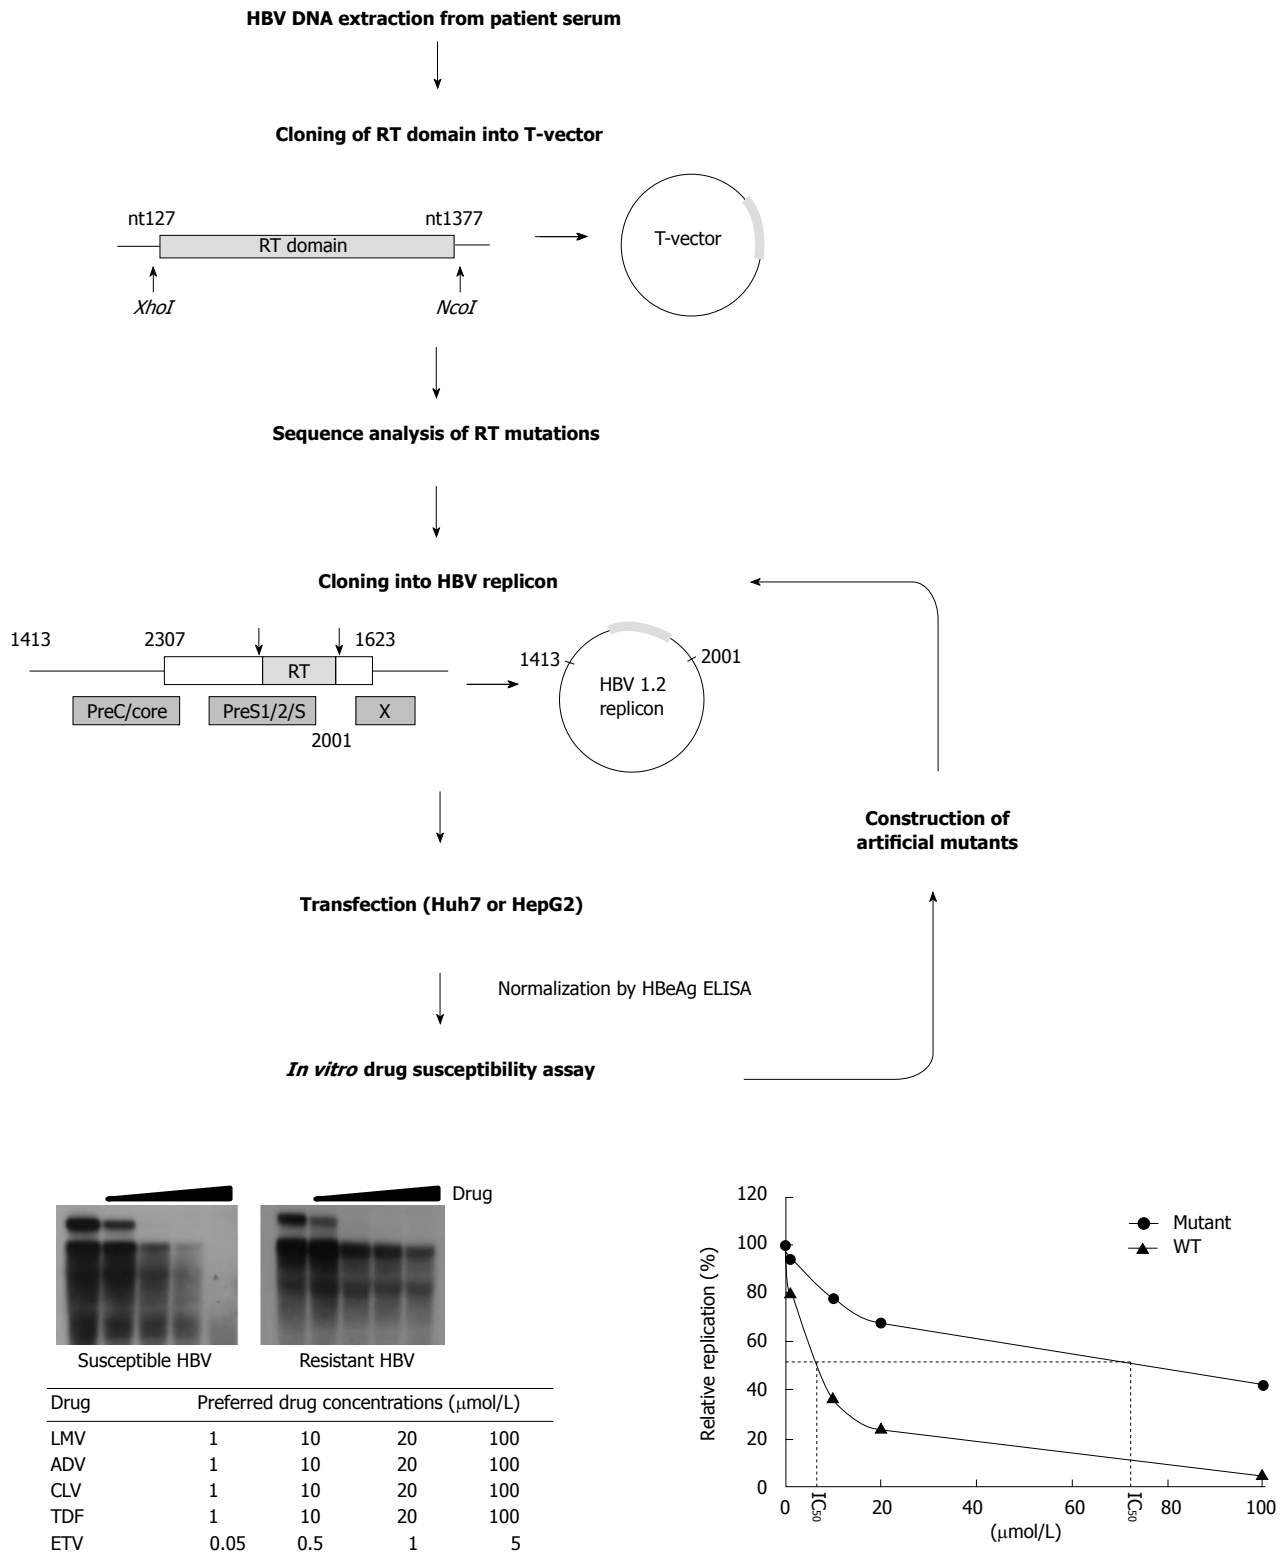 HBV DNA extraction from patient serum
Cloning of RT domain into T-vector
nt127
nt1377
RT domain
XhoI
NcoI
T-vector
Sequence analysis of RT mutations
Cloning into HBV replicon
1413
2307
1623
RT
PreC/core
PreS1/2/S
X
2001
1413
2001
HBV 1.2
replicon
Construction of
artificial mutants
Transfection (Huh7 or HepG2)
Normalization by HBeAg ELISA
In vitro drug susceptibility assay
Drug
Susceptible HBV
Resistant HBV
Drug Preferred drug concentrations (μmol/L)
LMV 1 10 20 100
ADV 1 10 20 100
CLV 1 10 20 100
TDF 1 10 20 100
ETV 0.05 0.5 1 5
Relative replication (%)
120
100
80
60
40
20
0
Mutant
WT
0 20 40 60 80 100
IC50
IC50
(μmol/L)